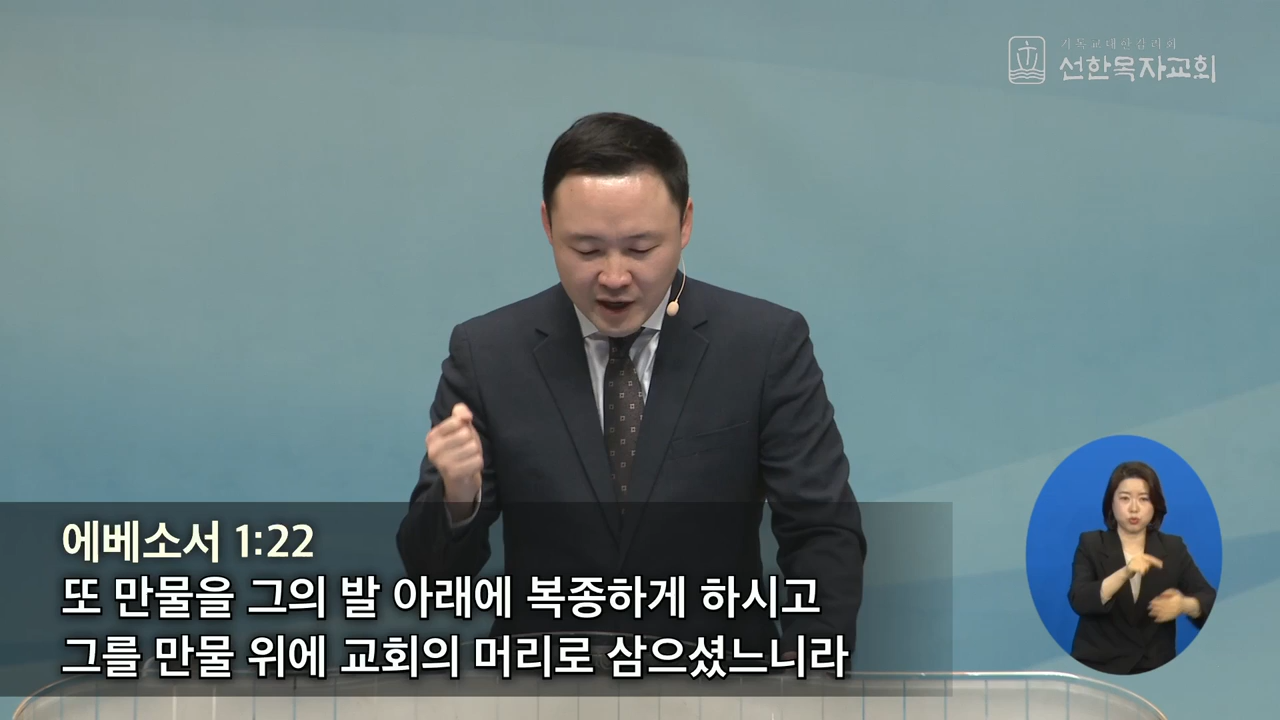 기독교대한감리회
선한목자교회
에베소서 1:22
또 만물을 그의 발 아래에 복종하게 하시고
그를 만물 위에 교회의 머리로 삼으셨느니라